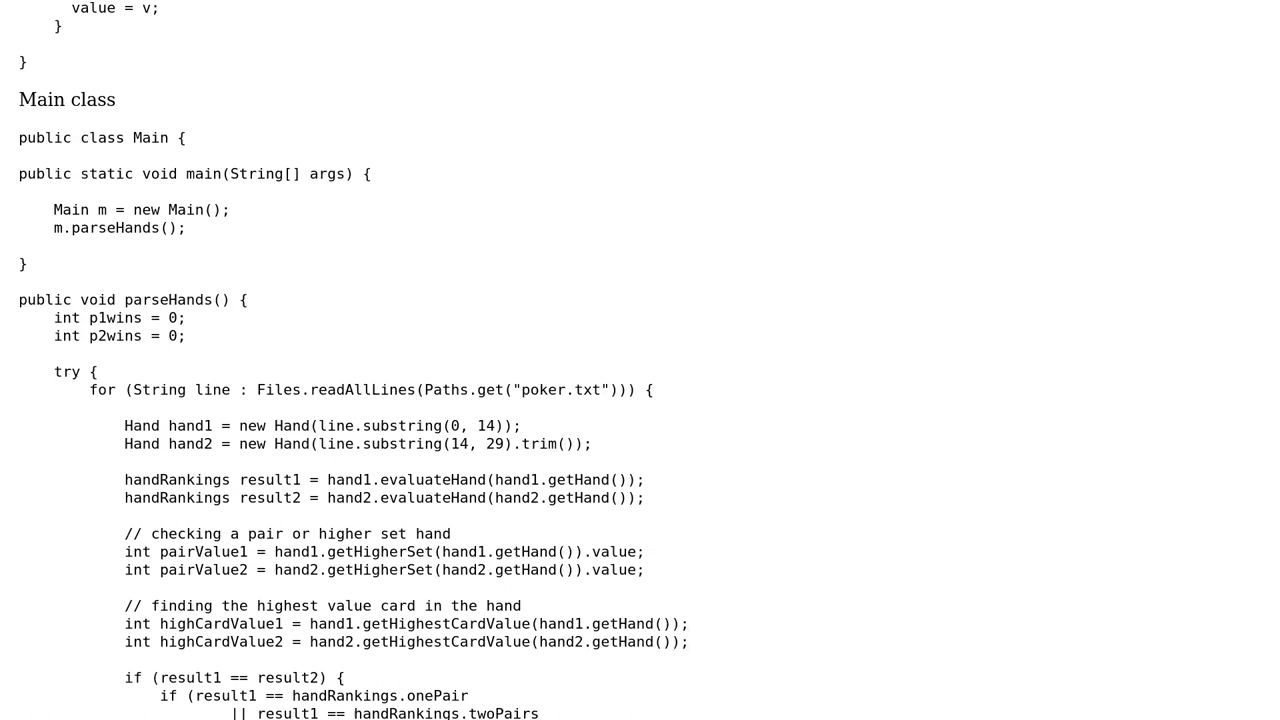 value = v;
}
}
Main class
public class Main {
public static void main(String[] args) {
Main m = new Main();
m.parseHands();
}
public void parseHands() {
int p1wins = 0;
int p2wins = 0;
try {
for (String line : Files.readAllLines(Paths.get("poker.txt"))) {
Hand hand1 = new Hand(line.substring(0, 14));
Hand hand2 = new Hand(line.substring(14, 29).trim());
handRankings result1 = hand1.evaluateHand(hand1.getHand());
handRankings result2 = hand2.evaluateHand(hand2.getHand());
// checking a pair or higher set hand
int pairValue1 = hand1.getHigherSet(hand1.getHand()).value;
int pairValue2 = hand2.getHigherSet(hand2.getHand()).value;
// finding the highest value card in the hand
int highCardValue1 = hand1.getHighestCardValue(hand1.getHand());
int highCardValue2 = hand2.getHighestCardValue(hand2.getHand());
if (result1 == result2) {
if (result1 == handRankings.onePair
|| result1 == handRankings.twoPairs